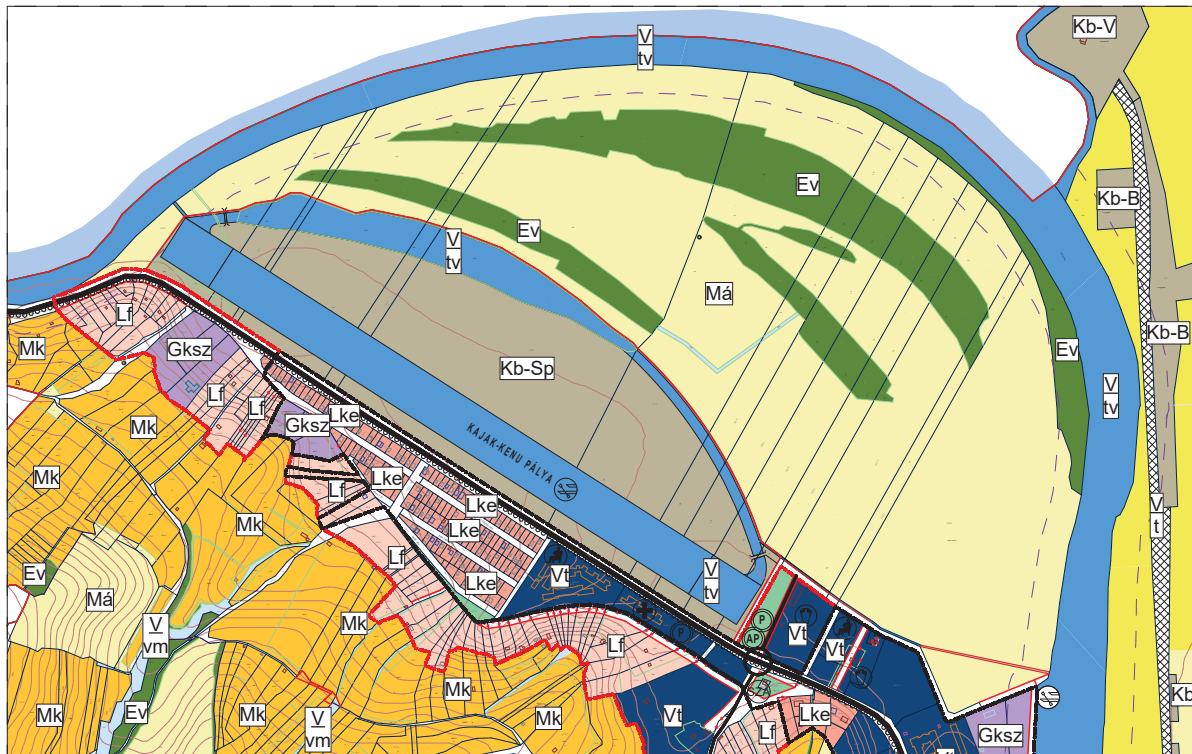 V
tv
Kb-V
Ev
Kb-B
Ev
V
tv
Má
Lf
Kb-B
Mk
Gksz
Ev
Kb-Sp
V
tv
Lf
Lf
Lke
Gksz
Mk
KAJAK-KENU PÁLYA
Mk
Lke
Lf
Lke
Mk
Lke
V
t
Lf
Vt
V
tv
Ev
Lke
Má
P
Mk
V
vm
P
Vt
AP
Vt
Lf
Mk
Lke
Kb
Ev
Mk
Mk
V
vm
Mk
Vt
Lf
Gksz